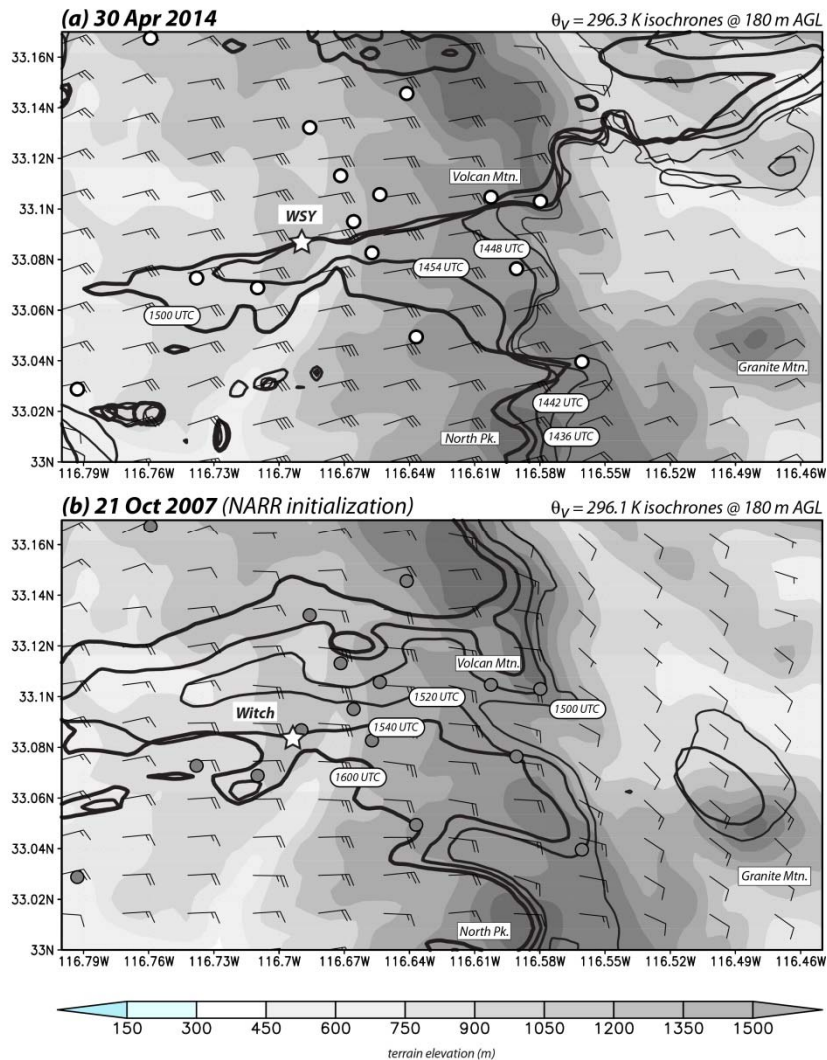 (a) 30 Apr 2014
θv = 296.3 K isochrones @ 180 m AGL
33.16N
33.14N
33.12N
Volcan Mtn.
33.1N
WSY
33.08N
1448 UTC
1454 UTC
33.06N
1500 UTC
33.04N
Granite Mtn.
1442 UTC
33.02N
North Pk.
1436 UTC
33N
116.79W 116.76W 116.73W 116.7W 116.67W 116.64W 116.61W 116.58W 116.55W 116.52W 116.49W 116.46W
(b) 21 Oct 2007 (NARR initialization)
θv = 296.1 K isochrones @ 180 m AGL
33.16N
33.14N
33.12N
Volcan Mtn.
33.1N
1520 UTC
1500 UTC
Witch
1540 UTC
33.08N
1600 UTC
33.06N
33.04N
Granite Mtn.
33.02N
North Pk.
33N
116.79W 116.76W 116.73W 116.7W 116.67W 116.64W 116.61W 116.58W 116.55W 116.52W 116.49W 116.46W
150 300 450 600 750 900 1050 1200 1350 1500
terrain elevation (m)